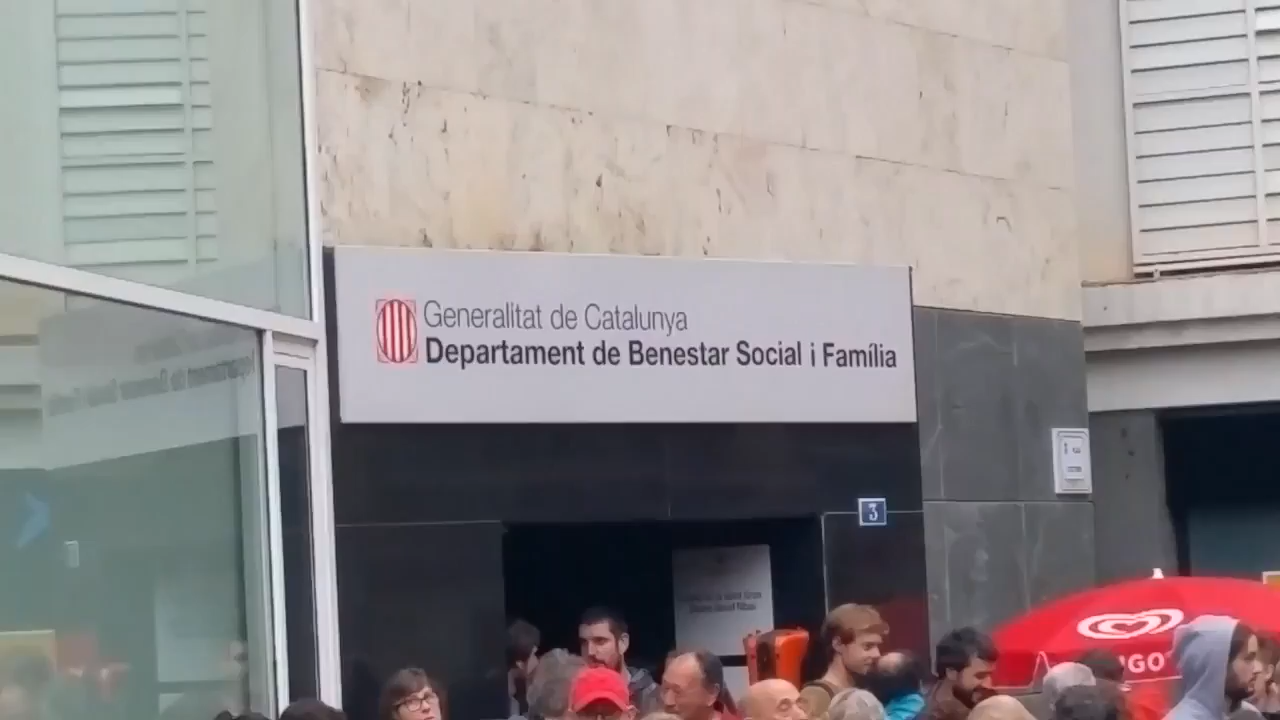 Generalitat de Catalunya
Departament de Benestar Social i Família
3